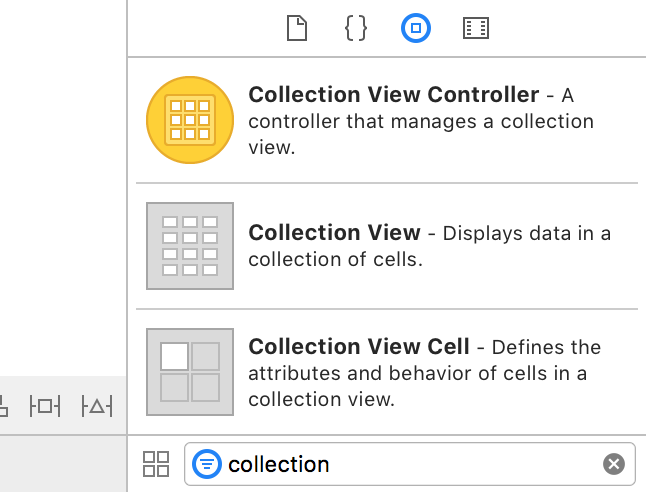 Collection View Controller - A
controller that manages a collection
view.
Collection View - Displays data in a
collection of cells.
Collection View Cell - Defines the
attributes and behavior of cells in a
collection view.
collection